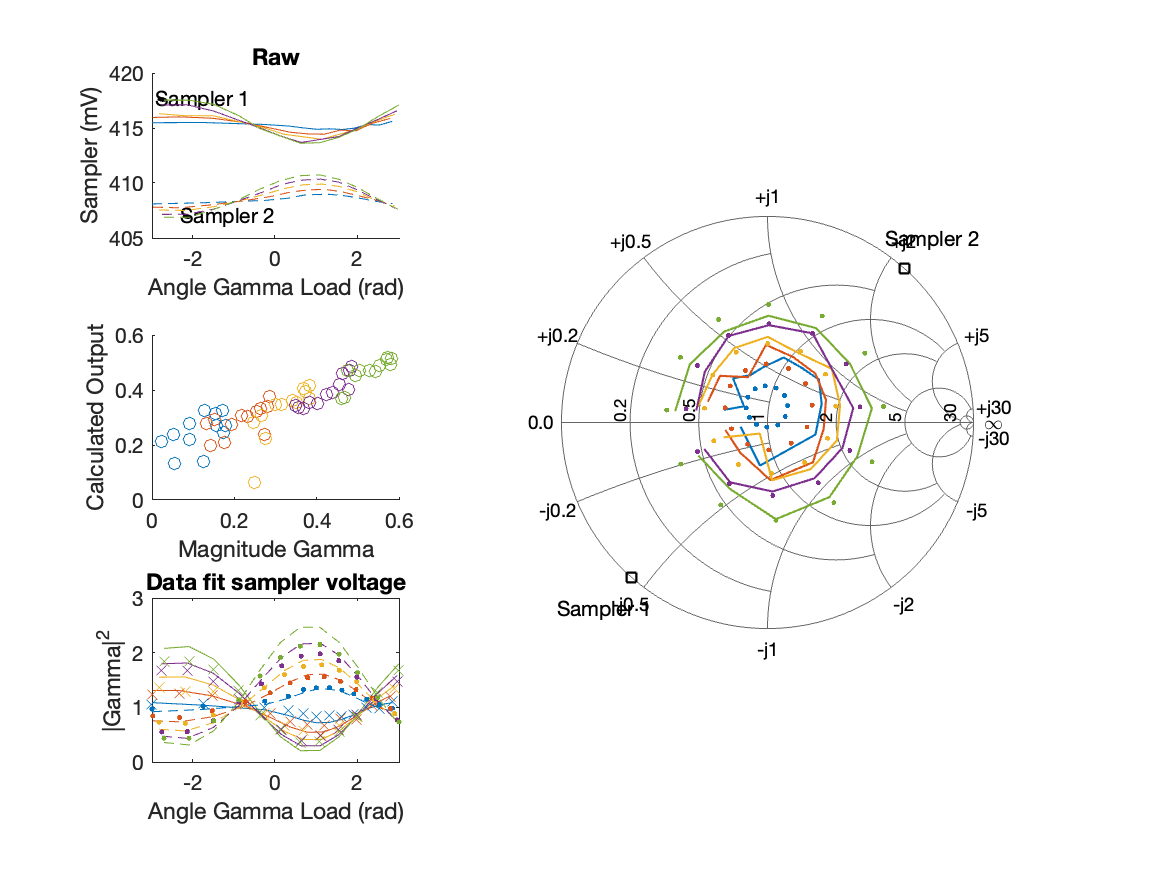 Raw
420
415
410
405
Sampler (mV)
Sampler 1
Sampler 2
-2 0 2
Angle Gamma Load (rad)
0.6
0.4
0.2
0
Calculated Output
0 0.2 0.4 0.6
Magnitude Gamma
Data fit sampler voltage
3
2
1
0
|Gamma|²
-2 0 2
Angle Gamma Load (rad)
+j1
+j0.5
+j2
Sampler 2
+j0.2
+j5
0.0
0.2
0.5
1
2
5
30
+j30
∞
-j30
-j0.2
-j5
-j0.5
Sampler 1
-j2
-j1